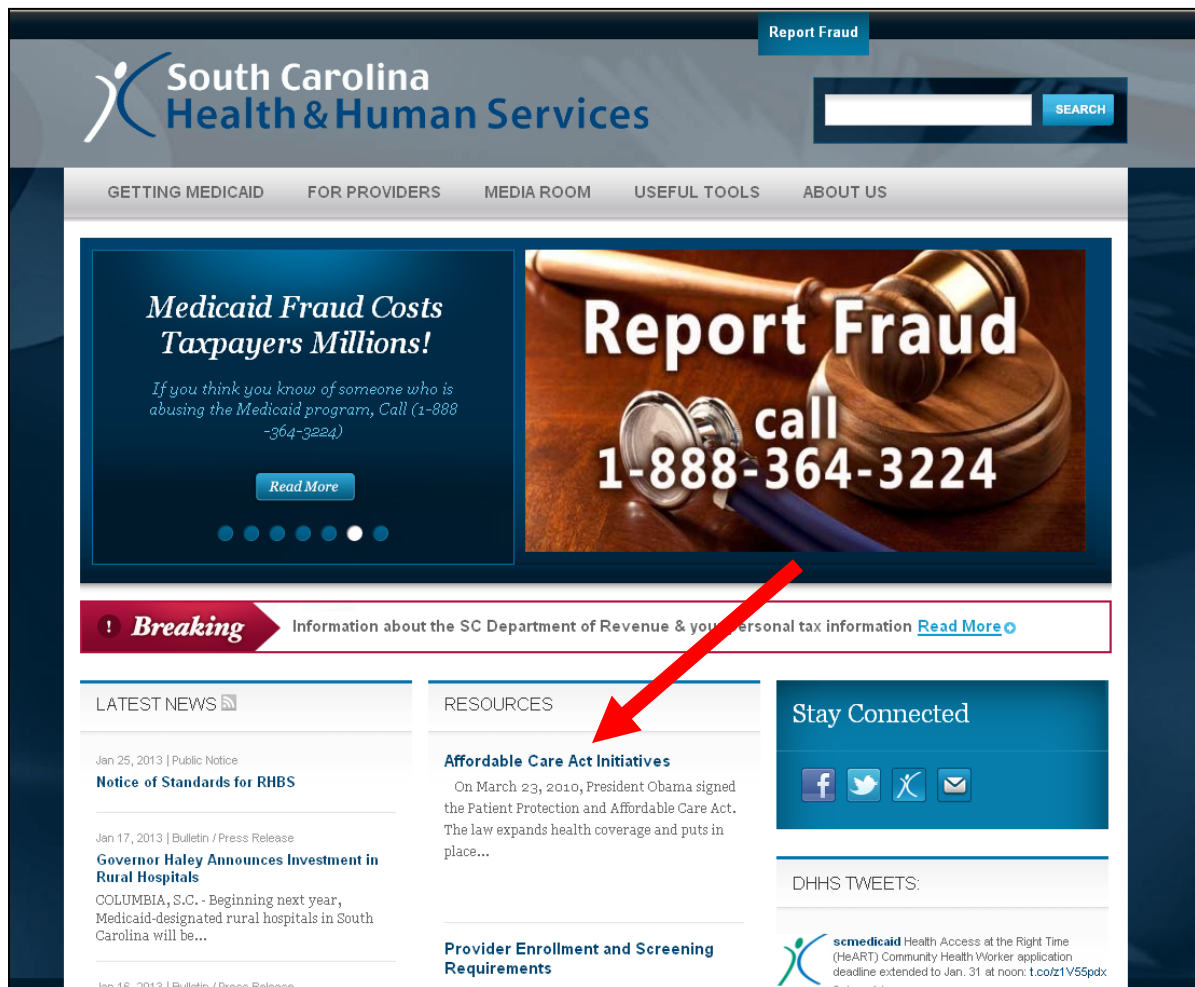 Report Fraud
South Carolina
Health & Human Services
SEARCH
GETTING MEDICAID FOR PROVIDERS MEDIA ROOM USEFUL TOOLS ABOUT US
Medicaid Fraud Costs
Taxpayers Millions!
If you think you know of someone who is
abusing the Medicaid program, Call (1-888
-364-3224)
Read More
Report Fraud
call
1-888-364-3224
! Breaking
Information about the SC Department of Revenue & your personal tax information Read More
LATEST NEWS
Jan 25, 2013 | Public Notice
Notice of Standards for RHBS
Jan 17, 2013 | Bulletin / Press Release
Governor Haley Announces Investment in
Rural Hospitals
COLUMBIA, S.C. - Beginning next year,
Medicaid-designated rural hospitals in South
Carolina will be...
Jan 16, 2013 | Bulletin / Press Release
RESOURCES
Affordable Care Act Initiatives
On March 23, 2010, President Obama signed
the Patient Protection and Affordable Care Act.
The law expands health coverage and puts in
place...
Provider Enrollment and Screening
Requirements
Stay Connected
DHHS TWEETS:
scmedicaid Health Access at the Right Time
(HeART) Community Health Worker application
deadline extended to Jan. 31 at noon: t.co/z1V55pdx